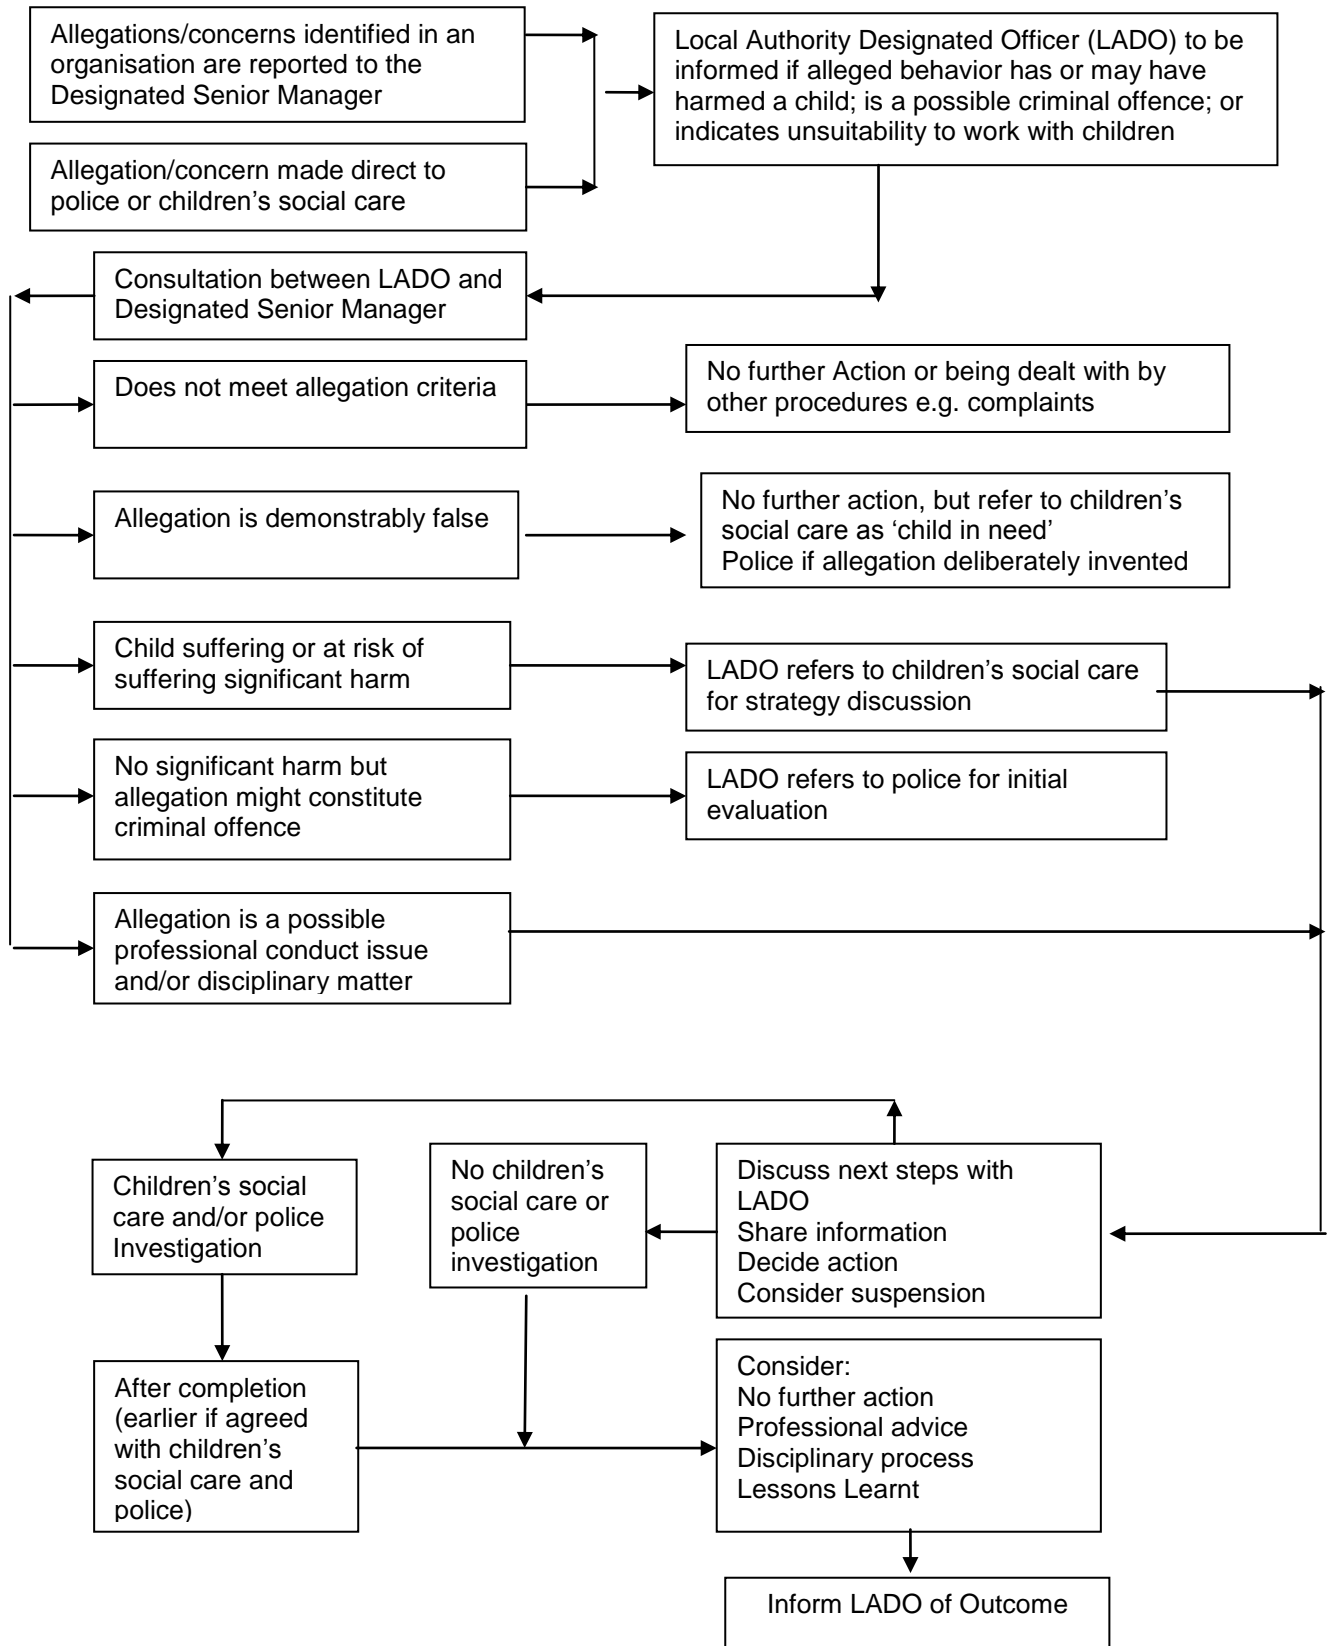 Allegations/concerns identified in an
organisation are reported to the
Designated Senior Manager
Local Authority Designated Officer (LADO) to be
informed if alleged behavior has or may have
harmed a child; is a possible criminal offence; or
indicates unsuitability to work with children
Allegation/concern made direct to
police or children’s social care
Consultation between LADO and
Designated Senior Manager
Does not meet allegation criteria
No further Action or being dealt with by
other procedures e.g. complaints
Allegation is demonstrably false
No further action, but refer to children’s
social care as ‘child in need’
Police if allegation deliberately invented
Child suffering or at risk of
suffering significant harm
LADO refers to children’s social care
for strategy discussion
No significant harm but
allegation might constitute
criminal offence
LADO refers to police for initial
evaluation
Allegation is a possible
professional conduct issue
and/or disciplinary matter
Children’s social
care and/or police
Investigation
No children’s
social care or
police
investigation
Discuss next steps with
LADO
Share information
Decide action
Consider suspension
After completion
(earlier if agreed
with children’s
social care and
police)
Consider:
No further action
Professional advice
Disciplinary process
Lessons Learnt
Inform LADO of Outcome